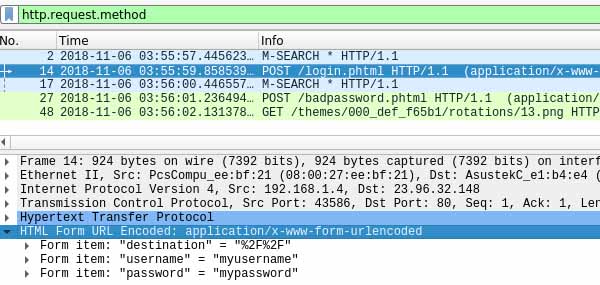 http.request.method
No. Time Info
2 2018-11-06 03:55:57.445623… M-SEARCH * HTTP/1.1
14 2018-11-06 03:55:59.858539… POST /login.phtml HTTP/1.1 (application/x-www-
17 2018-11-06 03:56:00.446557… M-SEARCH * HTTP/1.1
27 2018-11-06 03:56:01.236494… POST /badpassword.phtml HTTP/1.1 (application/
48 2018-11-06 03:56:02.131378… GET /themes/000_def_f65b1/rotations/13.png HTTP
Frame 14: 924 bytes on wire (7392 bits), 924 bytes captured (7392 bits) on interf
Ethernet II, Src: PcsCompu_ee:bf:21 (08:00:27:ee:bf:21), Dst: AsustekC_e1:b4:e4 (
Internet Protocol Version 4, Src: 192.168.1.4, Dst: 23.96.32.148
Transmission Control Protocol, Src Port: 43586, Dst Port: 80, Seq: 1, Ack: 1, Len
Hypertext Transfer Protocol
HTML Form URL Encoded: application/x-www-form-urlencoded
Form item: "destination" = "%2F%2F"
Form item: "username" = "myusername"
Form item: "password" = "mypassword"